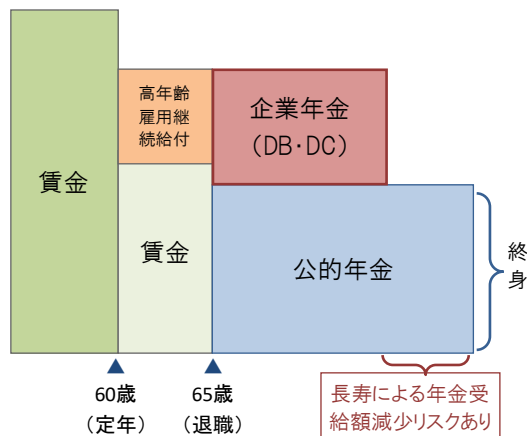 賃金
高年齢
雇用継
続給付
賃金
企業年金
(DB・DC)
公的年金
終
身
60歳
(定年)
65歳
(退職)
長寿による年金受
給額減少リスクあり